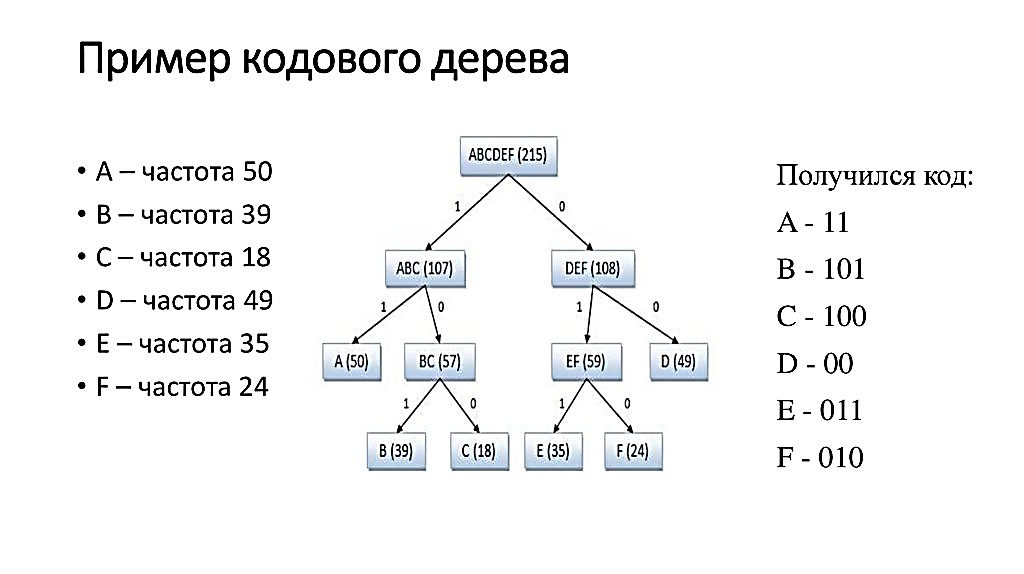 Пример кодового дерева
• A – частота 50
• B – частота 39
• C – частота 18
• D – частота 49
• E – частота 35
• F – частота 24
ABCDEF (215)
1 0
ABC (107) DEF (108)
1 0 1 0
A (50) BC (57) EF (59) D (49)
1 0 1 0
B (39) C (18) E (35) F (24)
Получился код:
A - 11
B - 101
C - 100
D - 00
E - 011
F - 010